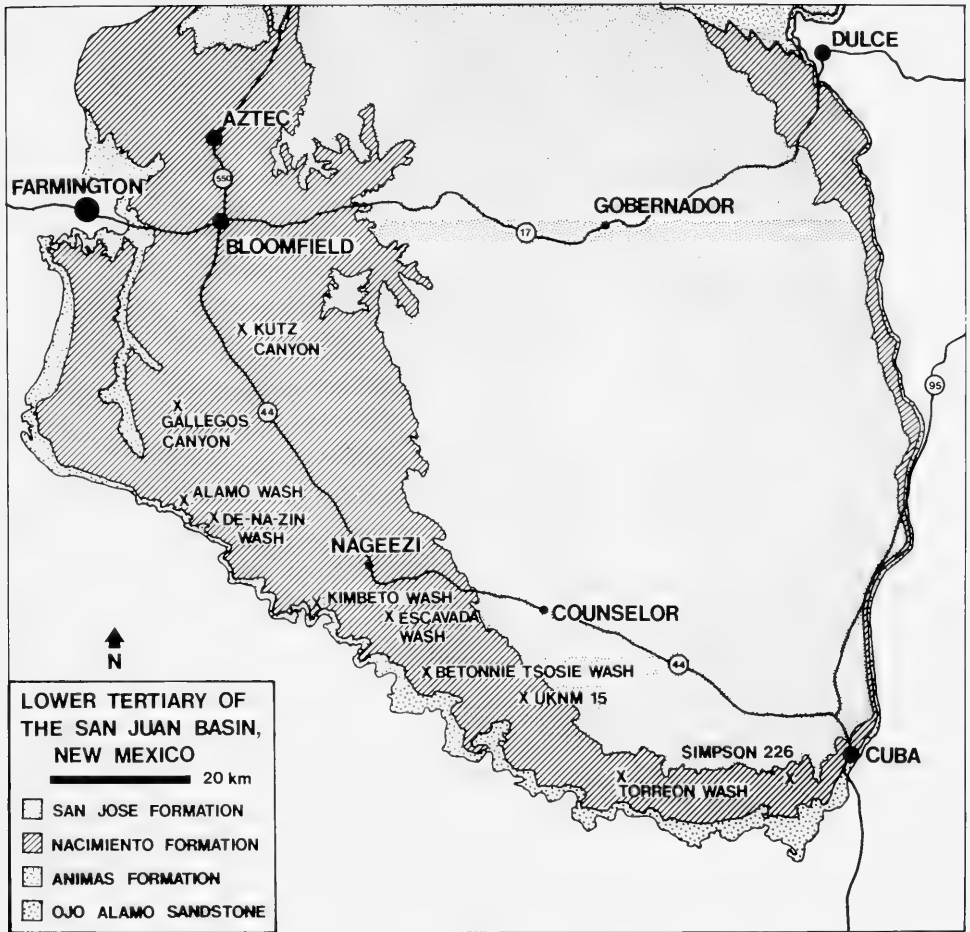 DULCE
AZTEC
550
FARMINGTON
GOBERNADOR
BLOOMFIELD
17
X KUTZ
CANYON
95
44
X
GALLEGOS
CANYON
ALAMO WASH
X
DE-NA-ZIN
X WASH
NAGEEZI
KIMBETO WASH
X
X ESCAVADA
WASH
COUNSELOR
N
44
X BETONNIE TSOSIE WASH
X UKNM 15
SIMPSON 226
X
CUBA
X
TORREON WASH
LOWER TERTIARY OF
THE SAN JUAN BASIN,
NEW MEXICO
20 km
SAN JOSE FORMATION
NACIMIENTO FORMATION
ANIMAS FORMATION
OJO ALAMO SANDSTONE